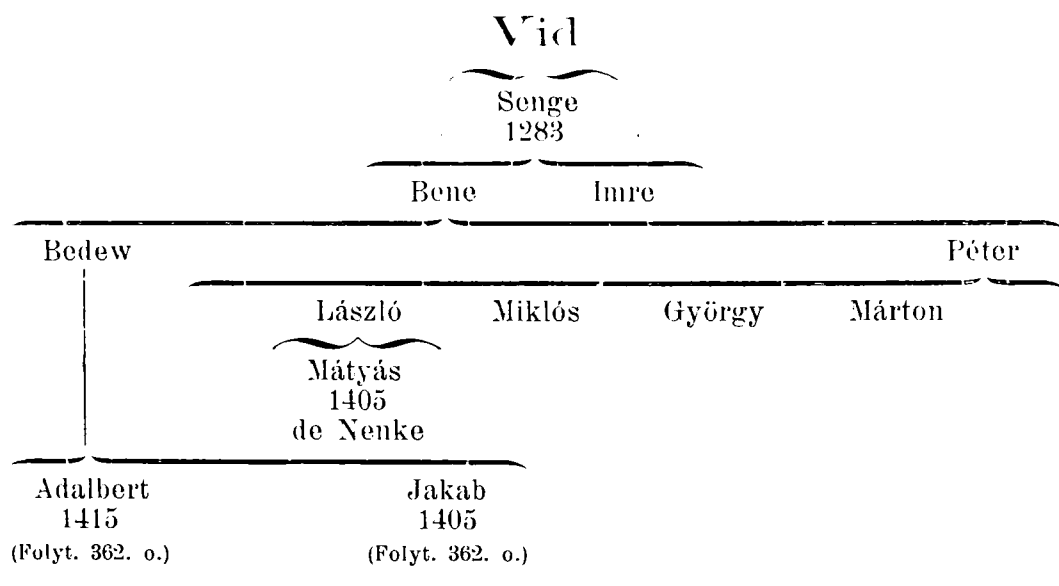 Vid
Senge
1283
Bene Imre
Bedew Péter
László Miklós György Márton
Mátyás
1405
de Nenke
Adalbert Jakab
1415 1405
(Folyt. 362. o.) (Folyt. 362. o.)